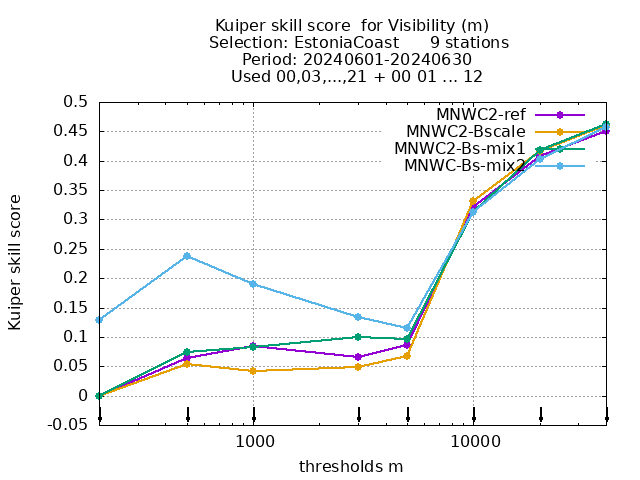 Kuiper skill score  for Visibility (m)
Selection: EstoniaCoast      9 stations
Period: 20240601-20240630
Used 00,03,...,21 + 00 01 ... 12
MNWC2-ref
MNWC2-Bscale
MNWC2-Bs-mix1
MNWC-Bs-mix2
Kuiper skill score
0.5
0.45
0.4
0.35
0.3
0.25
0.2
0.15
0.1
0.05
0
-0.05
1000
10000
thresholds m